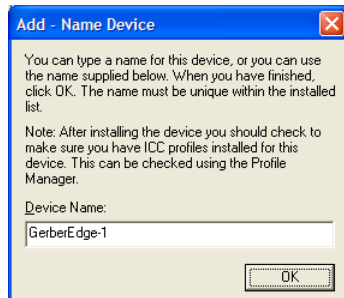 Add - Name Device
You can type a name for this device, or you can use
the name supplied below. When you have finished,
click OK. The name must be unique within the installed
list.
Note: After installing the device you should check to
make sure you have ICC profiles installed for this
device. This can be checked using the Profile
Manager.
Device Name:
GerberEdge-1
OK